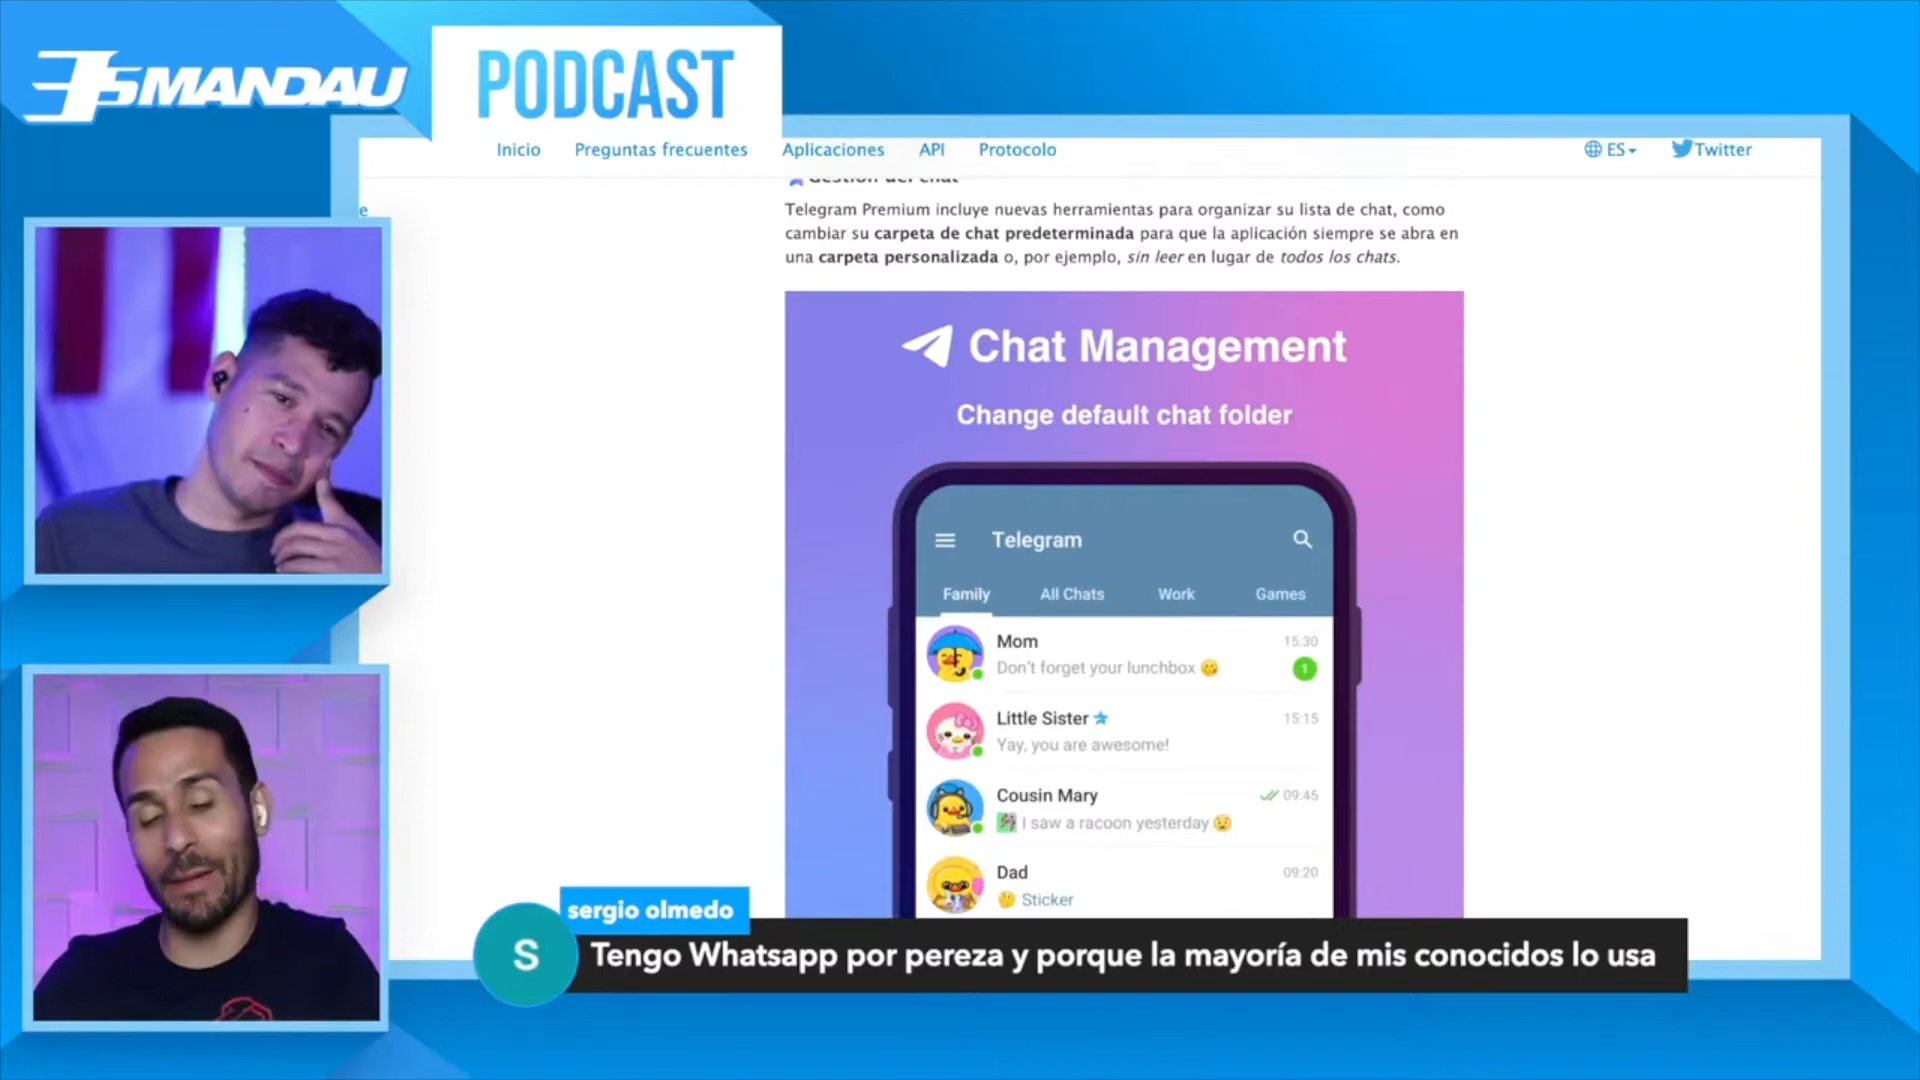 ESMANDAU
PODCAST
Inicio Preguntas frecuentes Aplicaciones API Protocolo ES Twitter
Gestión del chat
e
Telegram Premium incluye nuevas herramientas para organizar su lista de chat, como
cambiar su carpeta de chat predeterminada para que la aplicación siempre se abra en
una carpeta personalizada o, por ejemplo, sin leer en lugar de todos los chats.
Chat Management
Change default chat folder
Telegram
Family All Chats Work Games
Mom 15:30
Don't forget your lunchbox 1
Little Sister 15:15
Yay, you are awesome!
Cousin Mary 09:45
I saw a racoon yesterday
Dad 09:20
Sticker
sergio olmedo
S
Tengo Whatsapp por pereza y porque la mayoría de mis conocidos lo usa